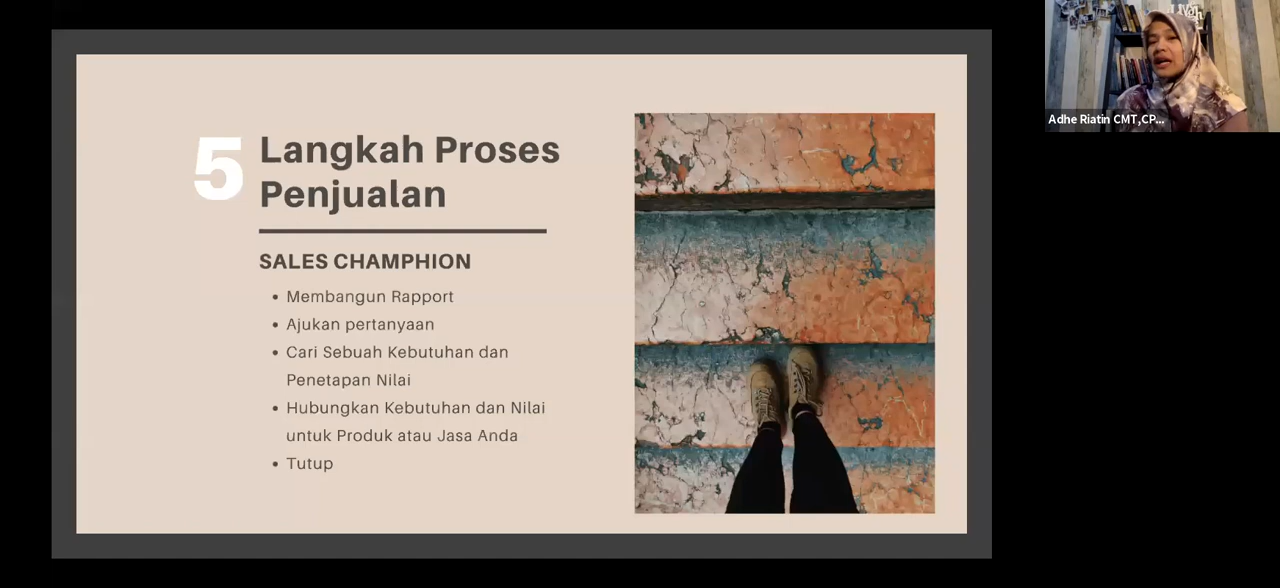 5
Langkah Proses
Penjualan
SALES CHAMPHION
• Membangun Rapport
• Ajukan pertanyaan
• Cari Sebuah Kebutuhan dan
Penetapan Nilai
• Hubungkan Kebutuhan dan Nilai
untuk Produk atau Jasa Anda
• Tutup
Adhe Riatin CMT,CP...